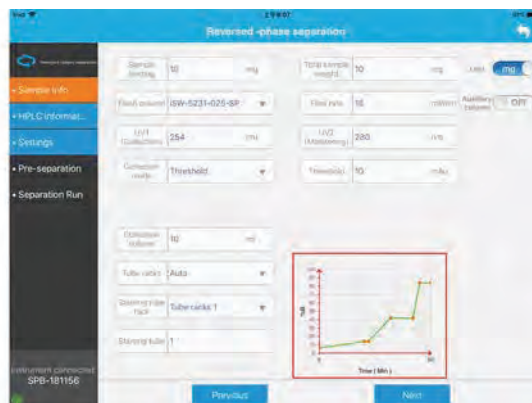 iPad
Reversed -phase separation
Sample loading 10 mg
Total sample weight 10 mg
Unit mg
• Sample Info
Flash column iSW-5231-025-SP
Flow rate 15 ml/min
Auxiliary column OFF
• HPLC Informat...
UV1 (Collection) 254 nm
UV2 (Monitoring) 280 nm
• Settings
Collection mode Threshold
Threshold 10 mAu
• Pre-separation
• Separation Run
Collection volume 10 ml
Tube racks Auto
Starting tube rack Tube racks 1
Starting tube 1
%B
Time ( Min )
Instrument connected
SPB-181156
Previous
Next